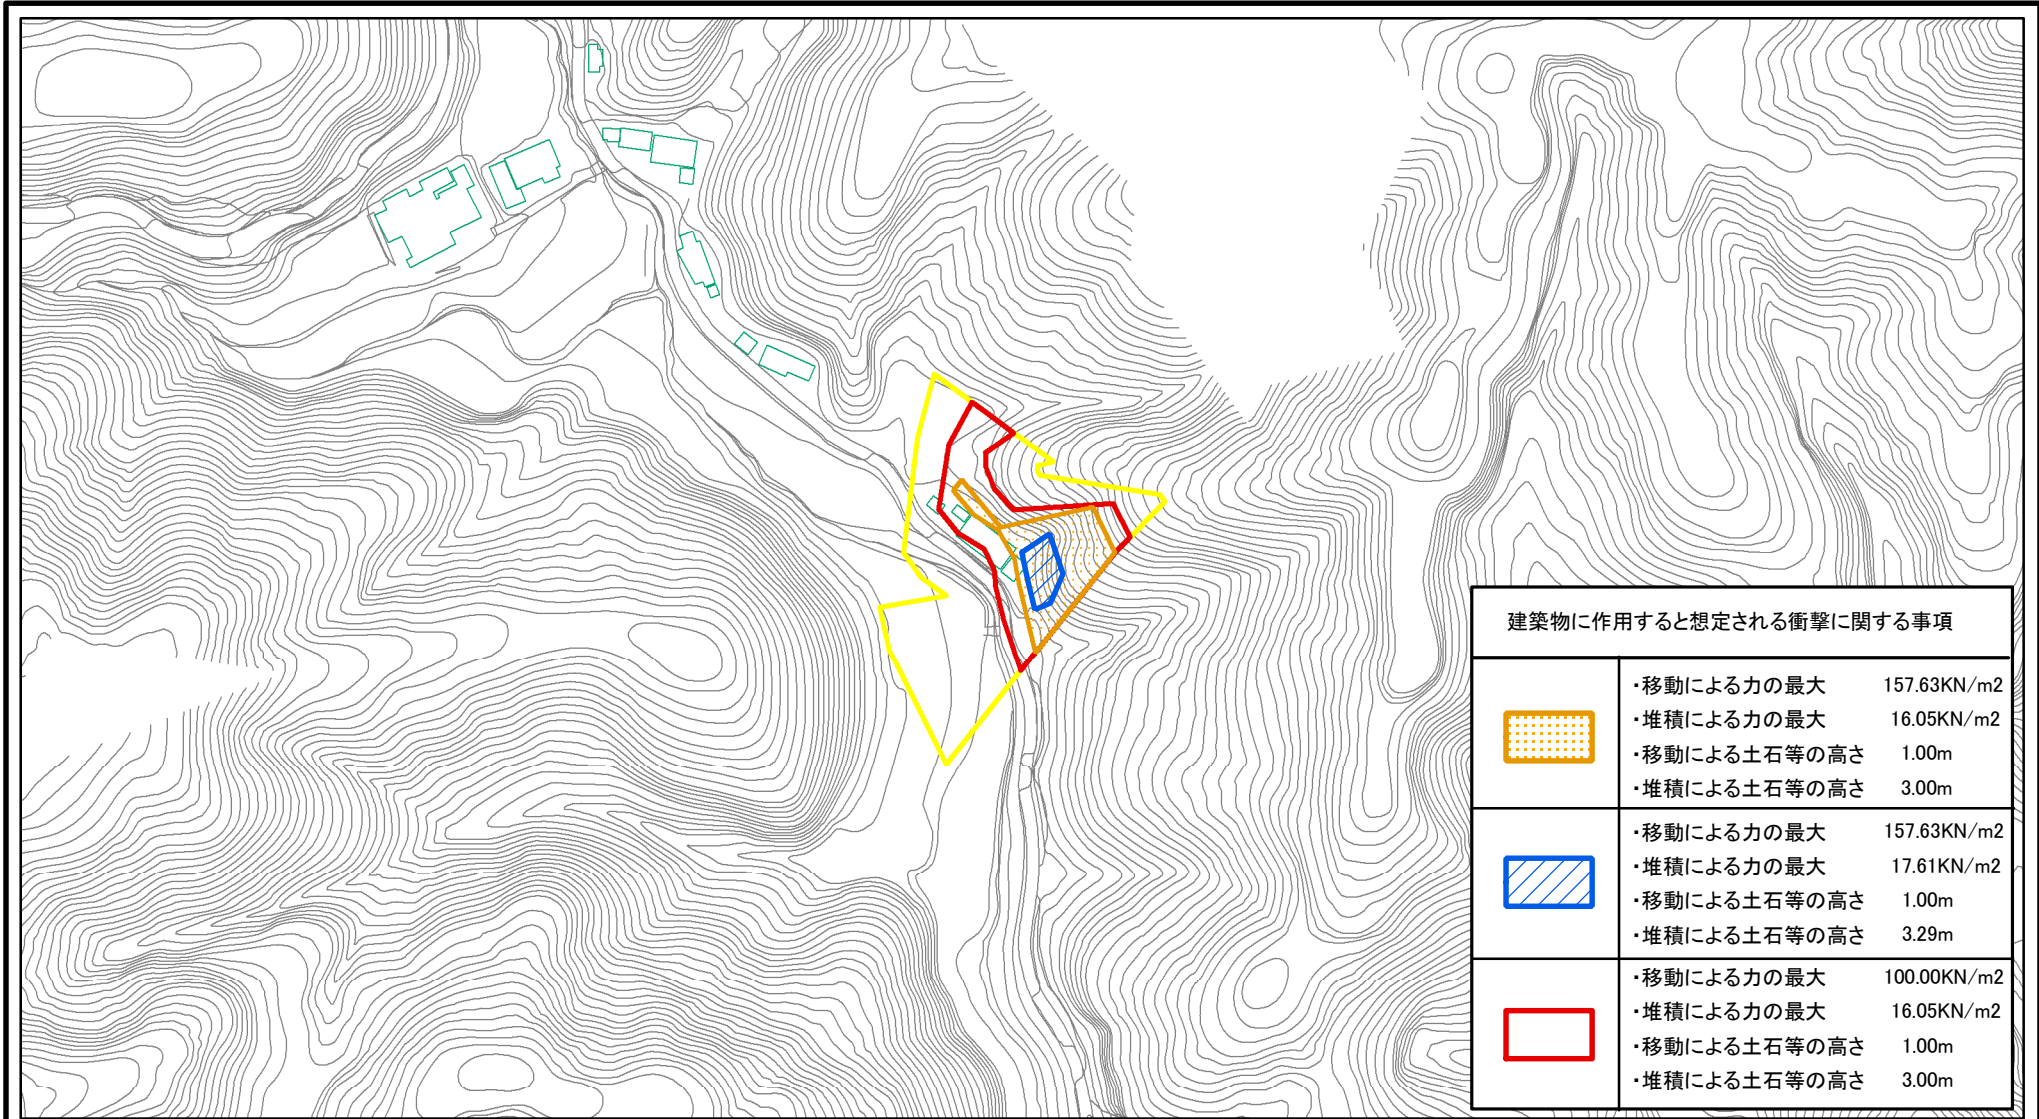 建築物に作用すると想定される衝撃に関する事項
・移動による力の最大 157.63KN/m2
・堆積による力の最大 16.05KN/m2
・移動による土石等の高さ 1.00m
・堆積による土石等の高さ 3.00m
・移動による力の最大 157.63KN/m2
・堆積による力の最大 17.61KN/m2
・移動による土石等の高さ 1.00m
・堆積による土石等の高さ 3.29m
・移動による力の最大 100.00KN/m2
・堆積による力の最大 16.05KN/m2
・移動による土石等の高さ 1.00m
・堆積による土石等の高さ 3.00m